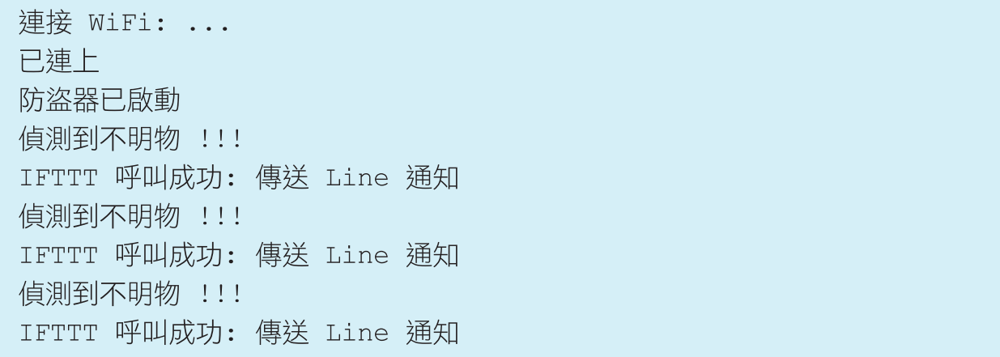 連接 WiFi: ...
已連上
防盜器已啟動
偵測到不明物 !!!
IFTTT 呼叫成功: 傳送 Line 通知
偵測到不明物 !!!
IFTTT 呼叫成功: 傳送 Line 通知
偵測到不明物 !!!
IFTTT 呼叫成功: 傳送 Line 通知